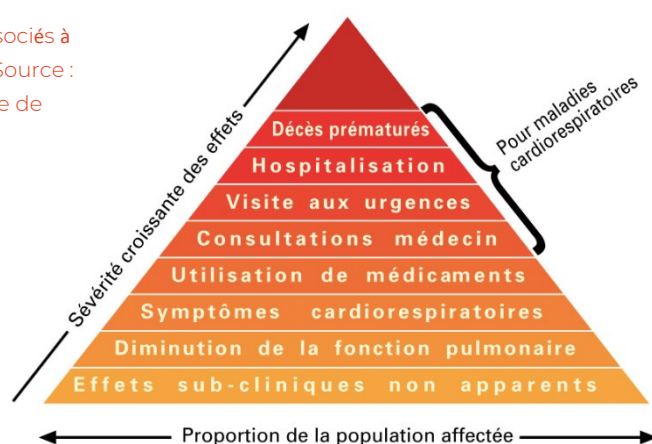 sociés à
Source :
e de
Sévérité croissante des effets
Décès prématurés
Hospitalisation
Visite aux urgences
Consultations médecin
Utilisation de médicaments
Symptômes cardiorespiratoires
Diminution de la fonction pulmonaire
Effets sub-cliniques non apparents
Pour maladies
cardiorespiratoires
Proportion de la population affectée